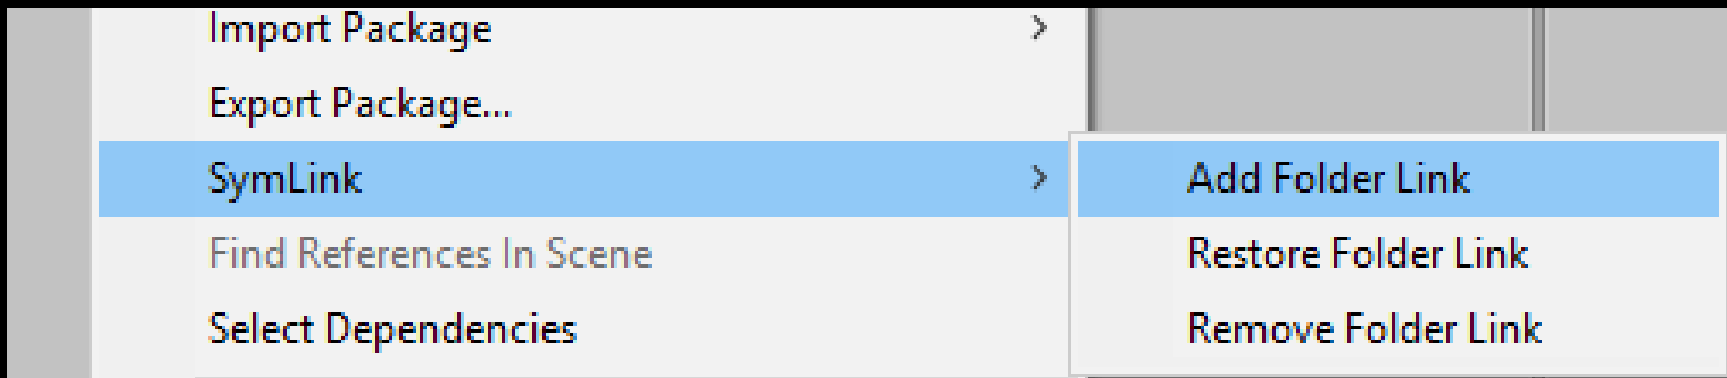 Import Package
Export Package...
SymLink
Find References In Scene
Select Dependencies
Add Folder Link
Restore Folder Link
Remove Folder Link